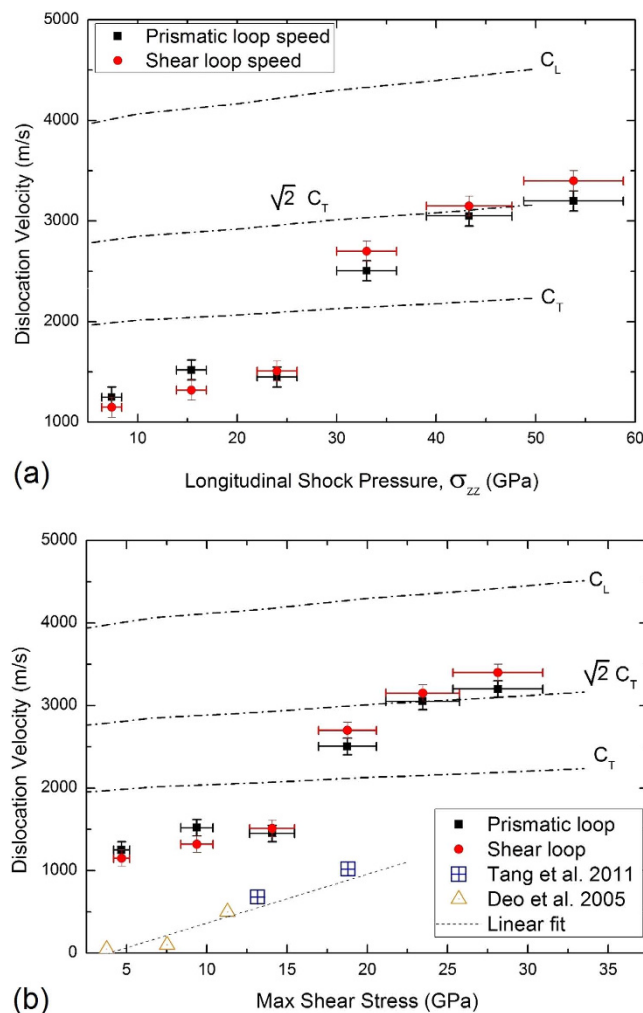 Prismatic loop speed
Shear loop speed
5000
4000
3000
2000
1000
Dislocation Velocity (m/s)
C_L
√2 C_T
C_T
10 20 30 40 50 60
(a)
Longitudinal Shock Pressure, σ_zz (GPa)
5000
4000
3000
2000
1000
0
Dislocation Velocity (m/s)
C_L
√2 C_T
C_T
Prismatic loop
Shear loop
Tang et al. 2011
Deo et al. 2005
Linear fit
5 10 15 20 25 30 35
(b)
Max Shear Stress (GPa)